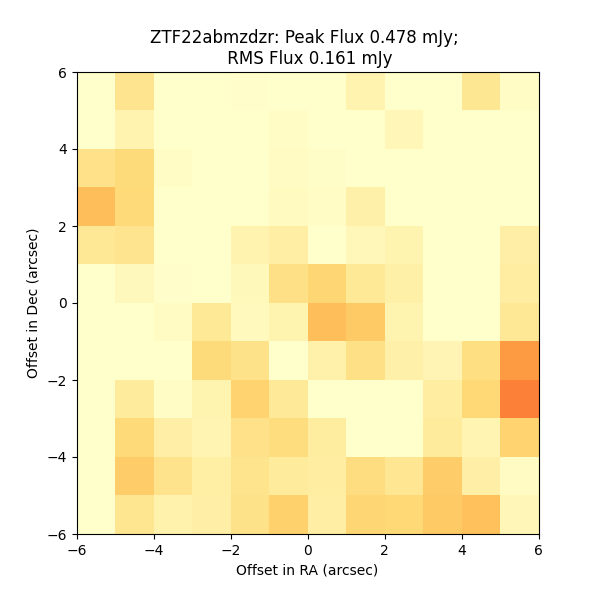 ZTF22abmzdzr: Peak Flux 0.478 mJy;
RMS Flux 0.161 mJy
6
4
2
0
−2
−4
−6
Offset in Dec (arcsec)
−6 −4 −2 0 2 4 6
Offset in RA (arcsec)